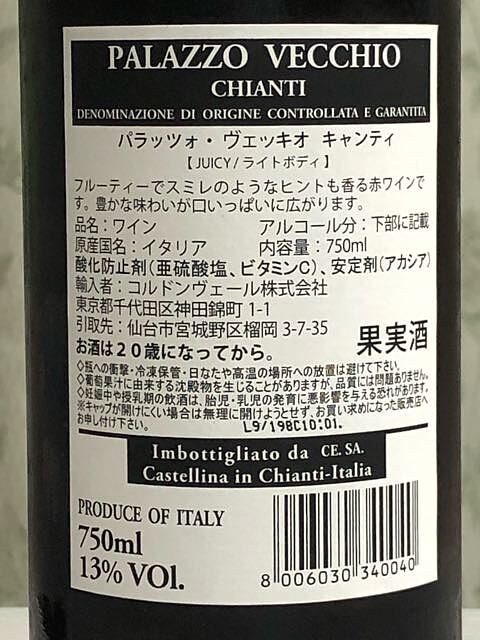 PALAZZO VECCHIO
CHIANTI
DENOMINAZIONE DI ORIGINE CONTROLLATA E GARANTITA
パラッツォ・ヴェッキオ キャンティ
【JUICY/ライトボディ】
フルーティーでスミレのようなヒントも香る赤ワインで
す。豊かな味わいが口いっぱいに広がります。
品名：ワイン アルコール分：下部に記載
原産国名：イタリア 内容量：750ml
酸化防止剤（亜硫酸塩、ビタミンC）、安定剤（アカシア）
輸入者：コルドンヴェール株式会社
東京都千代田区神田錦町 1-1
引取先：仙台市宮城野区榴岡 3-7-35
お酒は20歳になってから。 果実酒
◇瓶への衝撃・冷凍保管・日なたや高温の場所への放置は避けて下さい。
◇葡萄果汁に由来する沈殿物を生じることがありますが、品質には問題ありません。
◇妊娠中や授乳期の飲酒は、胎児・乳児の発育に悪影響を与える恐れがあります。
※キャップが開けにくい場合は無理に開けようとせず、お買い求めになった販売店へ
お申し付け下さい。 L9/198C10:01.
Imbottigliato da CE. SA.
Castellina in Chianti-Italia
PRODUCE OF ITALY
750ml
13% VOl.
8 006030 340040